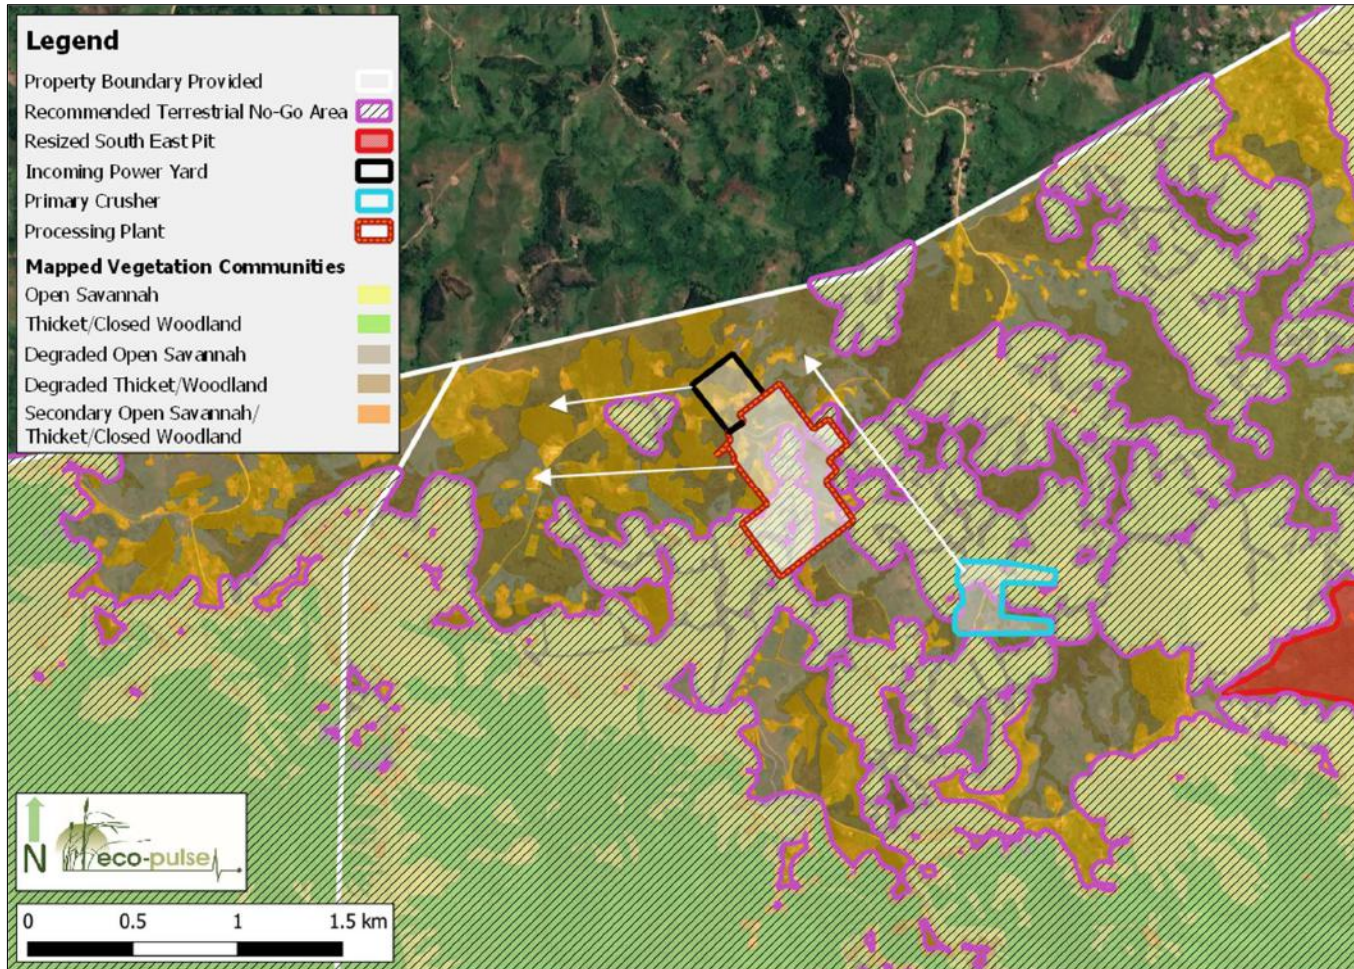 Legend
Property Boundary Provided
Recommended Terrestrial No-Go Area
Resized South East Pit
Incoming Power Yard
Primary Crusher
Processing Plant
Mapped Vegetation Communities
Open Savannah
Thicket/Closed Woodland
Degraded Open Savannah
Degraded Thicket/Woodland
Secondary Open Savannah/
Thicket/Closed Woodland
N
eco-pulse
0 0.5 1 1.5 km